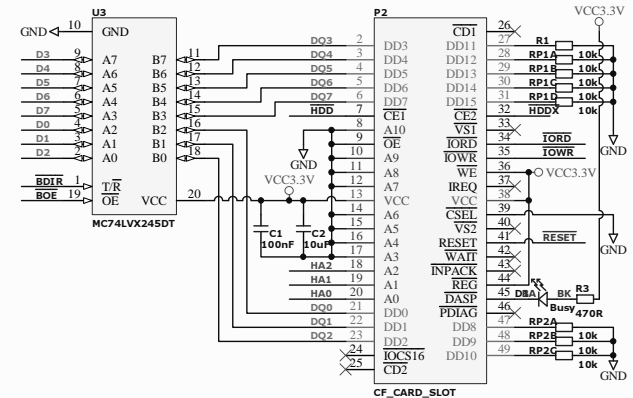 U3
GND 10 GND
D3 9 A7 B7 11
D4 8 A6 B6 12
D5 7 A5 B5 13
D6 6 A4 B4 14
D7 5 A3 B3 15
D0 4 A2 B2 16
D1 3 A1 B1 17
D2 2 A0 B0 18
BDIR 1 T/R
BOE 19 OE VCC 20
MC74LVX245DT
VCC3.3V
C1
100nF
C2
10uF
GND
P2
CD1 26
DQ3 2 DD3 DD11 27 R1
DQ4 3 DD4 DD12 28 RP1A 10k
DQ5 4 DD5 DD13 29 RP1B 10k
DQ6 5 DD6 DD14 30 RP1C 10k
DQ7 6 DD7 DD15 31 RP1D 10k
HDD 7 CE1 CE2 32 HDDX 10k
8 A10 VS1 33
9 OE IORD 34 IORD
10 A9 IOWR 35 IOWR
11 A8 WE 36 VCC3.3V
12 A7 IREQ 37
13 VCC VCC 38
14 A6 CSEL 39
15 A5 VS2 40
16 A4 RESET 41 RESET
17 A3 WAIT 42
HA2 18 A2 INPACK 43
HA1 19 A1 REG 44
HA0 20 A0 DASP 45
DQ0 21 DD0 PDIAG 46
DQ1 22 DD1 DD8 47 RP2A
DQ2 23 DD2 DD9 48 RP2B 10k
24 IOCS16 DD10 49 RP2C 10k
25 CD2 10k
CF_CARD_SLOT
VCC3.3V
GND
GND
BK R3
Busy 470R
GND